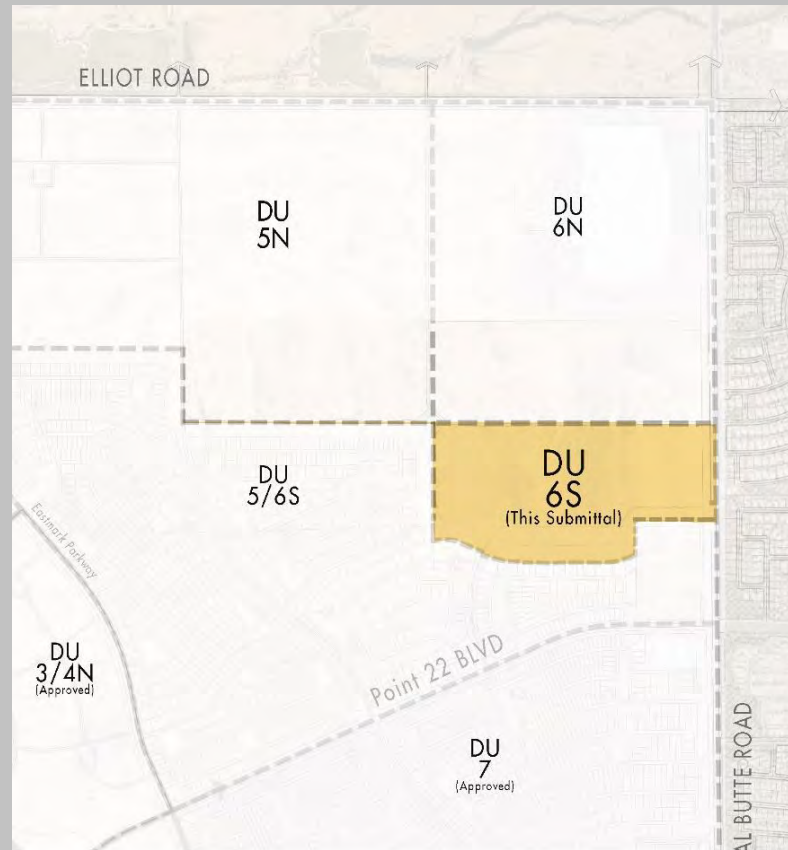 ELLIOT ROAD
DU
5N
DU
6N
DU
5/6S
DU
6S
(This Submittal)
Eastmark Parkway
DU
3/4N
(Approved)
Point 22 BLVD
DU
7
(Approved)
AL BUTTE ROAD